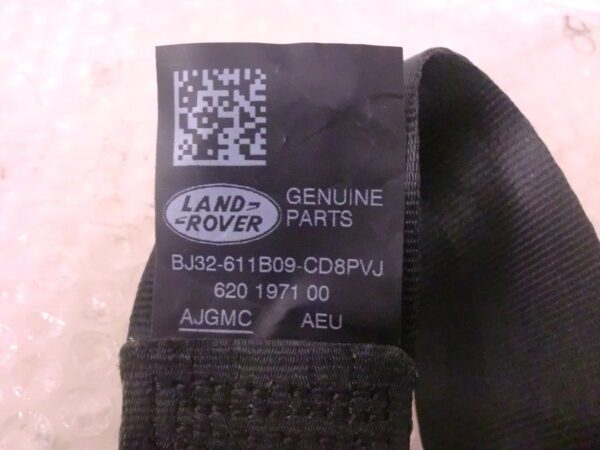 LAND-
-ROVER
GENUINE
PARTS
BJ32-611B09-CD8PVJ
620 1971 00
AJGMC AEU